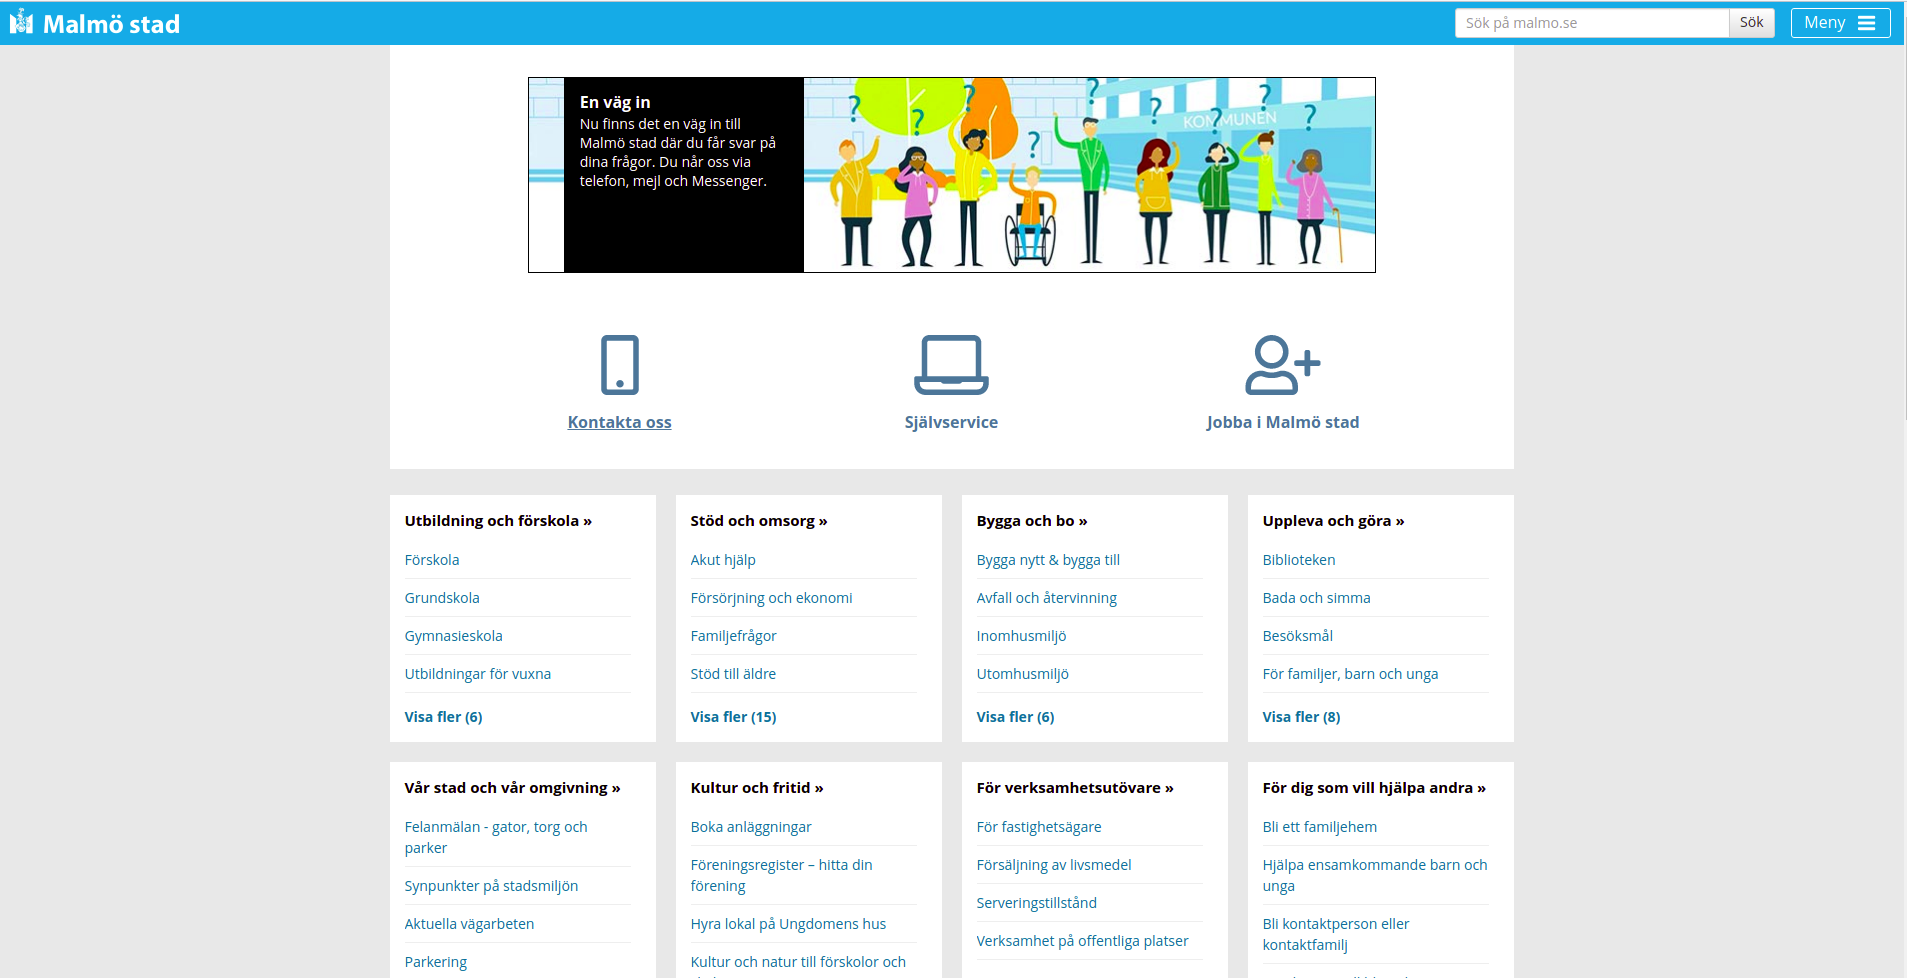 Malmö stad
Sök på malmo.se
Sök
Meny
En väg in
Nu finns det en väg in till
Malmö stad där du får svar på
dina frågor. Du når oss via
telefon, mejl och Messenger.
? ? ? ? ? ? ? ? ?
KOMMUNEN
Kontakta oss
Självservice
Jobba i Malmö stad
Utbildning och förskola »
Förskola
Grundskola
Gymnasieskola
Utbildningar för vuxna
Visa fler (6)
Stöd och omsorg »
Akut hjälp
Försörjning och ekonomi
Familjefrågor
Stöd till äldre
Visa fler (15)
Bygga och bo »
Bygga nytt & bygga till
Avfall och återvinning
Inomhusmiljö
Utomhusmiljö
Visa fler (6)
Uppleva och göra »
Biblioteken
Bada och simma
Besöksmål
För familjer, barn och unga
Visa fler (8)
Vår stad och vår omgivning »
Felanmälan - gator, torg och
parker
Synpunkter på stadsmiljön
Aktuella vägarbeten
Parkering
Kultur och fritid »
Boka anläggningar
Föreningsregister – hitta din
förening
Hyra lokal på Ungdomens hus
Kultur och natur till förskolor och
För verksamhetsutövare »
För fastighetsägare
Försäljning av livsmedel
Serveringstillstånd
Verksamhet på offentliga platser
För dig som vill hjälpa andra »
Bli ett familjehem
Hjälpa ensamkommande barn och
unga
Bli kontaktperson eller
kontaktfamilj